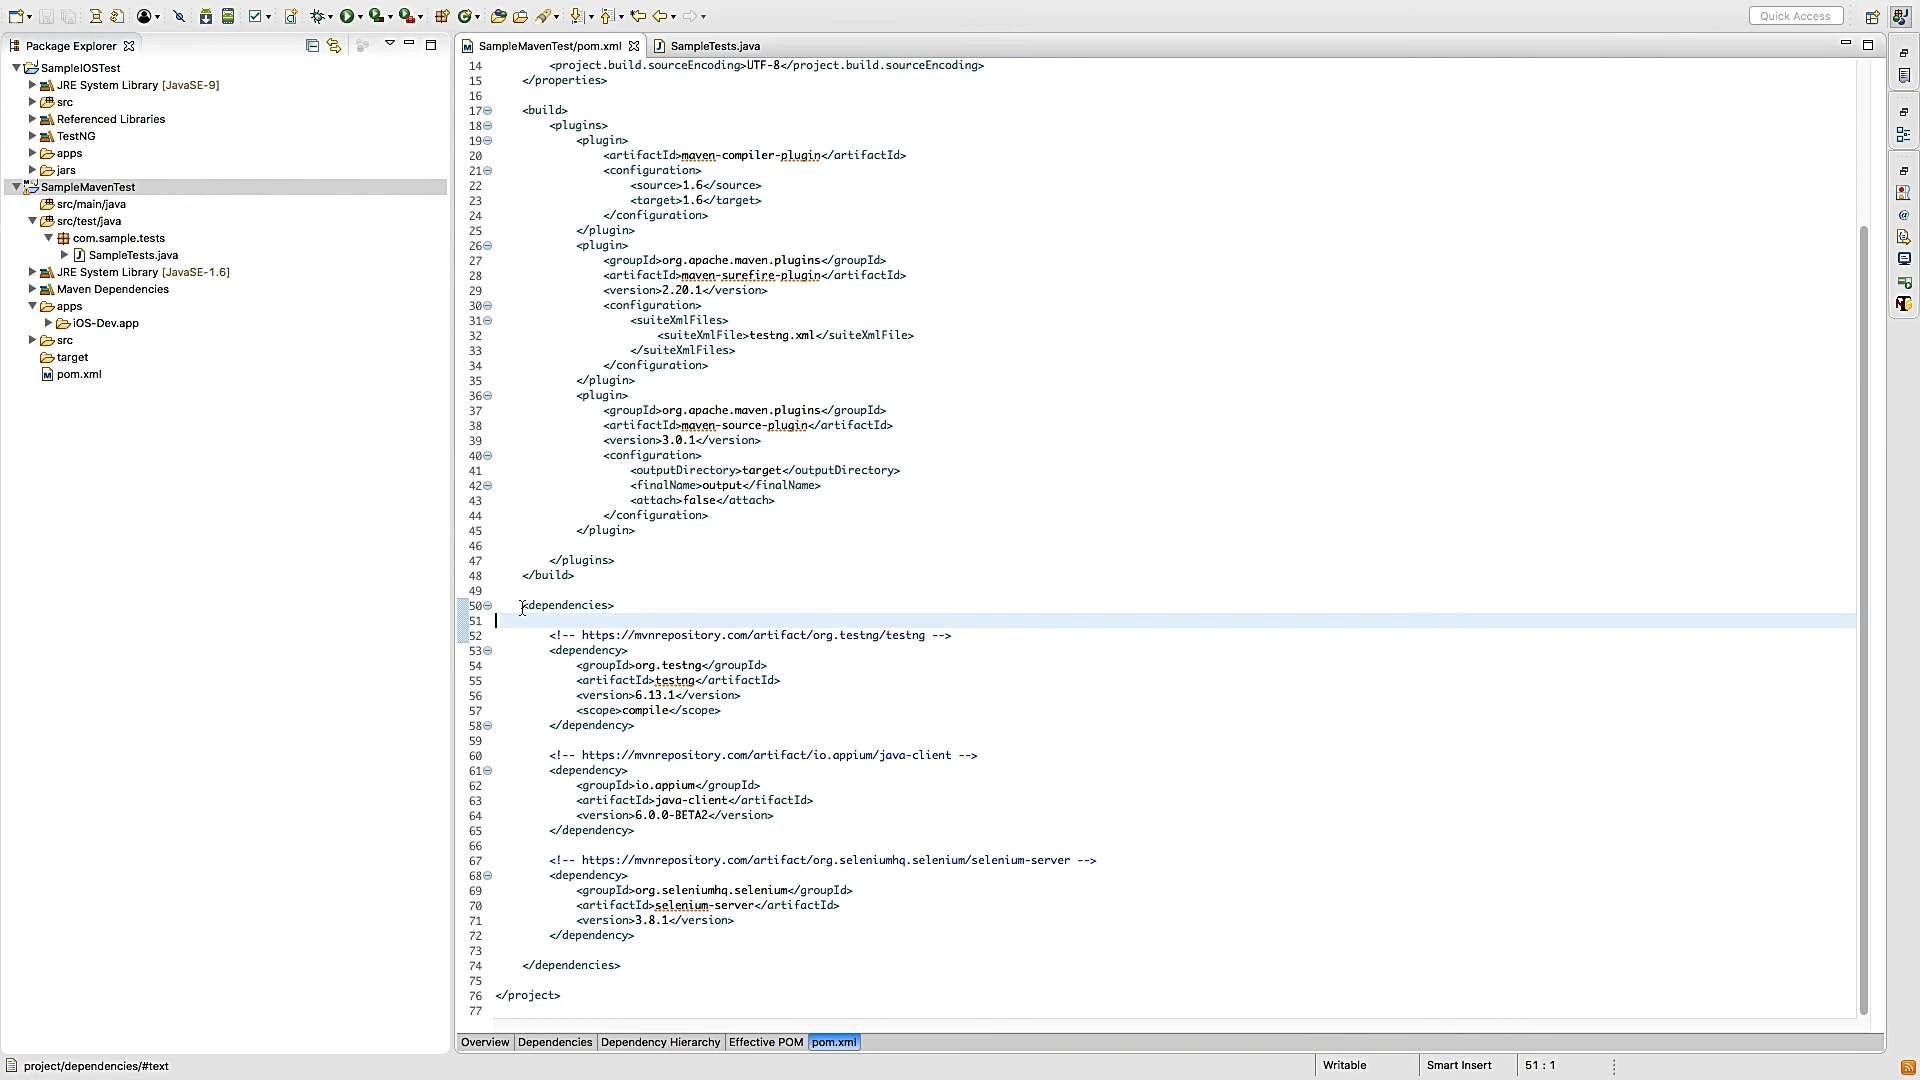 Quick Access
Package Explorer
SampleIOSTest
JRE System Library [JavaSE-9]
src
Referenced Libraries
TestNG
apps
jars
SampleMavenTest
src/main/java
src/test/java
com.sample.tests
SampleTests.java
JRE System Library [JavaSE-1.6]
Maven Dependencies
apps
iOS-Dev.app
src
target
pom.xml
SampleMavenTest/pom.xml
SampleTests.java
14 <project.build.sourceEncoding>UTF-8</project.build.sourceEncoding>
15 </properties>
16
17 <build>
18 <plugins>
19 <plugin>
20 <artifactId>maven-compiler-plugin</artifactId>
21 <configuration>
22 <source>1.6</source>
23 <target>1.6</target>
24 </configuration>
25 </plugin>
26 <plugin>
27 <groupId>org.apache.maven.plugins</groupId>
28 <artifactId>maven-surefire-plugin</artifactId>
29 <version>2.20.1</version>
30 <configuration>
31 <suiteXmlFiles>
32 <suiteXmlFile>testng.xml</suiteXmlFile>
33 </suiteXmlFiles>
34 </configuration>
35 </plugin>
36 <plugin>
37 <groupId>org.apache.maven.plugins</groupId>
38 <artifactId>maven-source-plugin</artifactId>
39 <version>3.0.1</version>
40 <configuration>
41 <outputDirectory>target</outputDirectory>
42 <finalName>output</finalName>
43 <attach>false</attach>
44 </configuration>
45 </plugin>
46
47 </plugins>
48 </build>
49
50 <dependencies>
51
52 <!-- https://mvnrepository.com/artifact/org.testng/testng -->
53 <dependency>
54 <groupId>org.testng</groupId>
55 <artifactId>testng</artifactId>
56 <version>6.13.1</version>
57 <scope>compile</scope>
58 </dependency>
59
60 <!-- https://mvnrepository.com/artifact/io.appium/java-client -->
61 <dependency>
62 <groupId>io.appium</groupId>
63 <artifactId>java-client</artifactId>
64 <version>6.0.0-BETA2</version>
65 </dependency>
66
67 <!-- https://mvnrepository.com/artifact/org.seleniumhq.selenium/selenium-server -->
68 <dependency>
69 <groupId>org.seleniumhq.selenium</groupId>
70 <artifactId>selenium-server</artifactId>
71 <version>3.8.1</version>
72 </dependency>
73
74 </dependencies>
75
76 </project>
77
Overview Dependencies Dependency Hierarchy Effective POM pom.xml
project/dependencies/#text
Writable
Smart Insert
51 : 1